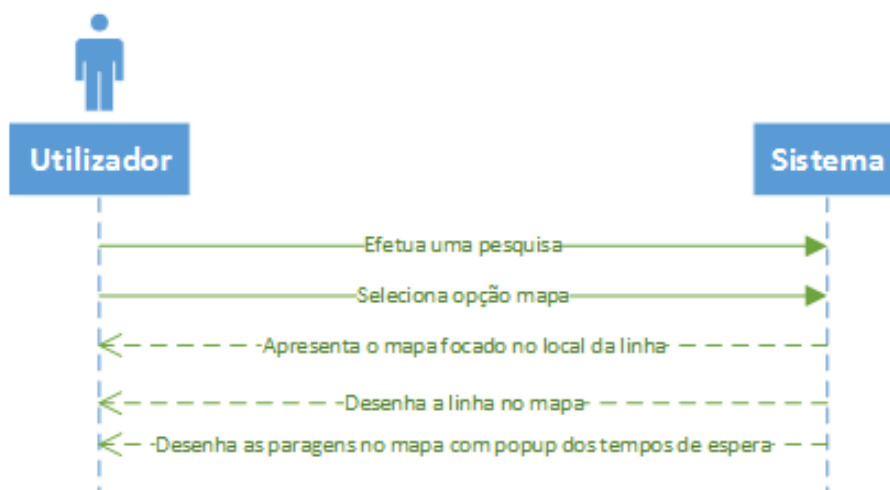 Utilizador
Sistema
Efetua uma pesquisa
Seleciona opção mapa
Apresenta o mapa focado no local da linha
Desenha a linha no mapa
Desenha as paragens no mapa com popup dos tempos de espera